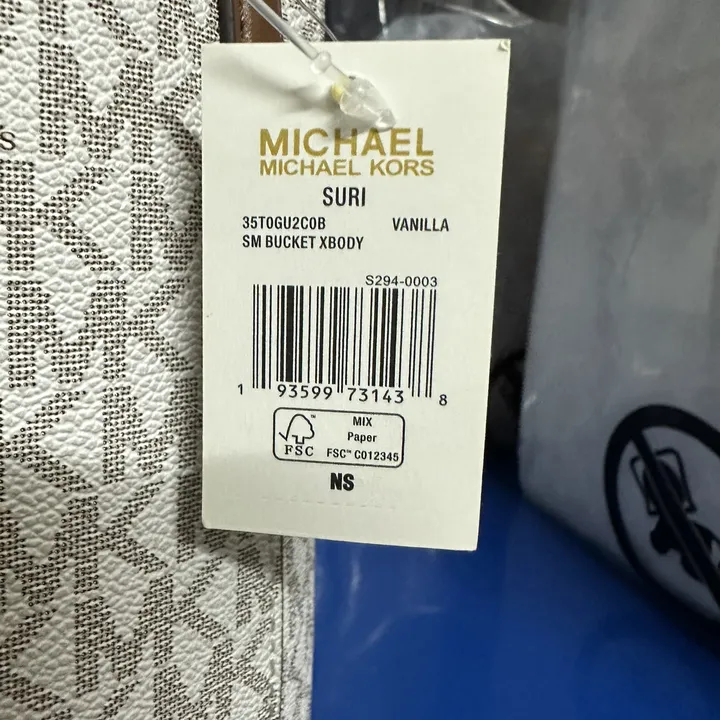 MICHAEL
MICHAEL KORS
SURI
35T0GU2C0B VANILLA
SM BUCKET XBODY
S294-0003
1 93599 73143 8
FSC™
MIX
Paper
FSC™ C012345
NS